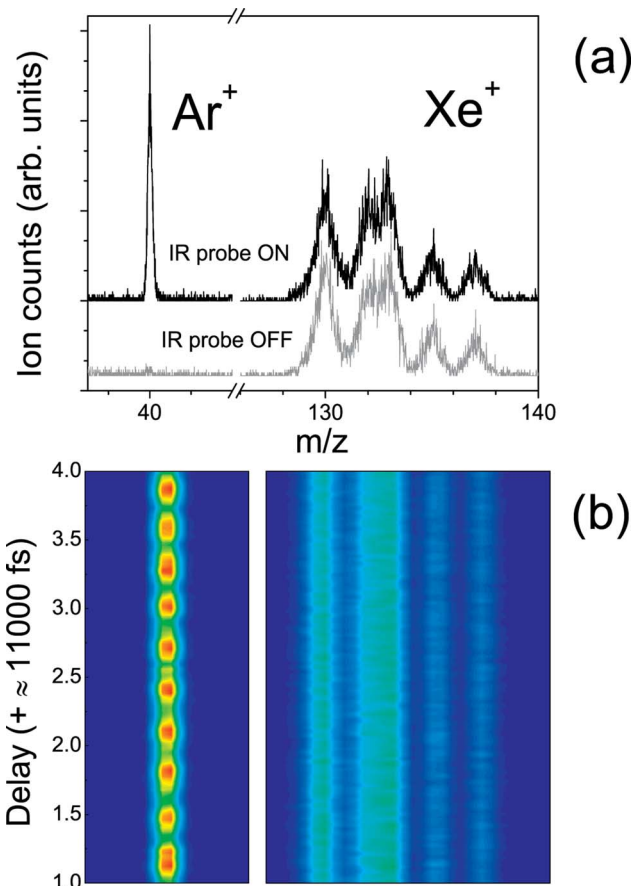 (a)
Ion counts (arb. units)
Ar+
Xe+
IR probe ON
IR probe OFF
40
130
140
m/z
(b)
Delay (+ ≈ 11000 fs)
4.0
3.5
3.0
2.5
2.0
1.5
1.0